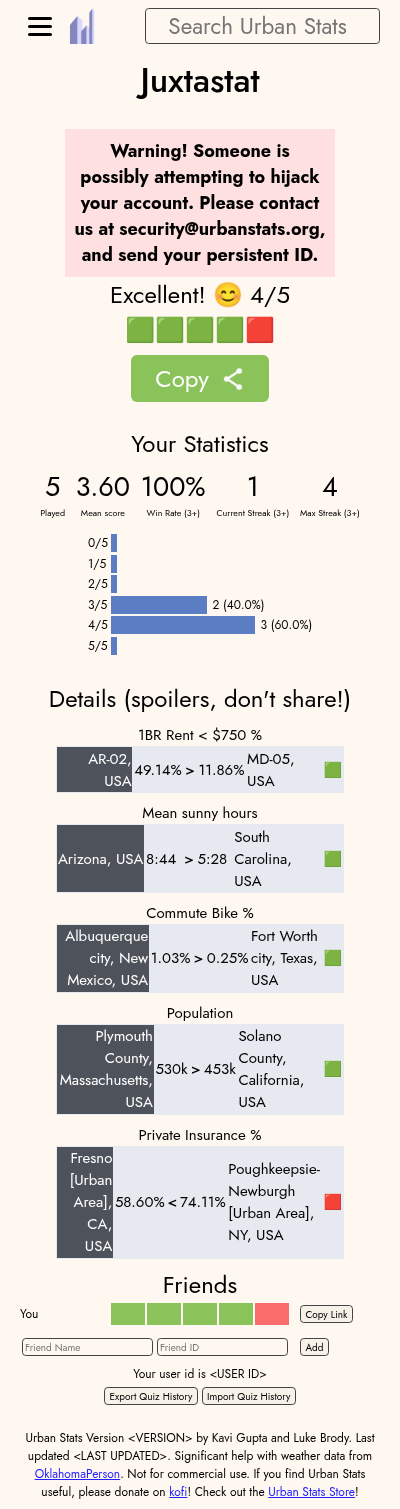 Search Urban Stats
Juxtastat
Warning! Someone is
possibly attempting to hijack
your account. Please contact
us at security@urbanstats.org,
and send your persistent ID.
Excellent! 😊 4/5
🟩🟩🟩🟩🟥
Copy
Your Statistics
5 3.60 100% 1 4
Played Mean score Win Rate (3+) Current Streak (3+) Max Streak (3+)
0/5
1/5
2/5
3/5 2 (40.0%)
4/5 3 (60.0%)
5/5
Details (spoilers, don't share!)
1BR Rent < $750 %
AR-02,
USA
49.14% > 11.86%
MD-05,
USA
🟩
Mean sunny hours
Arizona, USA
8:44 > 5:28
South
Carolina,
USA
🟩
Commute Bike %
Albuquerque
city, New
Mexico, USA
1.03% > 0.25%
Fort Worth
city, Texas,
USA
🟩
Population
Plymouth
County,
Massachusetts,
USA
530k > 453k
Solano
County,
California,
USA
🟩
Private Insurance %
Fresno
[Urban
Area],
CA,
USA
58.60% < 74.11%
Poughkeepsie-
Newburgh
[Urban Area],
NY, USA
🟥
Friends
You
Copy Link
Friend Name
Friend ID
Add
Your user id is <USER ID>
Export Quiz History
Import Quiz History
Urban Stats Version <VERSION> by Kavi Gupta and Luke Brody. Last
updated <LAST UPDATED>. Significant help with weather data from
OklahomaPerson. Not for commercial use. If you find Urban Stats
useful, please donate on kofi! Check out the Urban Stats Store!